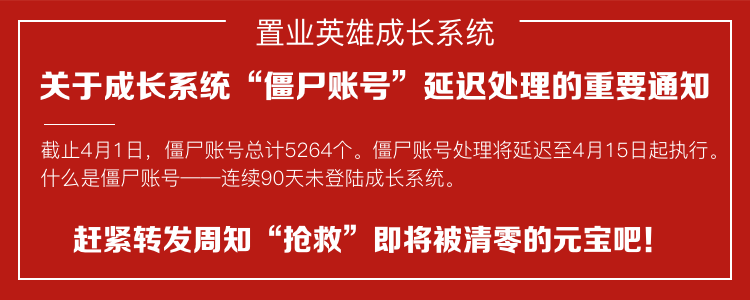 置业英雄成长系统
关于成长系统“僵尸账号”延迟处理的重要通知
截止4月1日，僵尸账号总计5264个。僵尸账号处理将延迟至4月15日起执行。
什么是僵尸账号——连续90天未登陆成长系统。
赶紧转发周知“抢救”即将被清零的元宝吧！